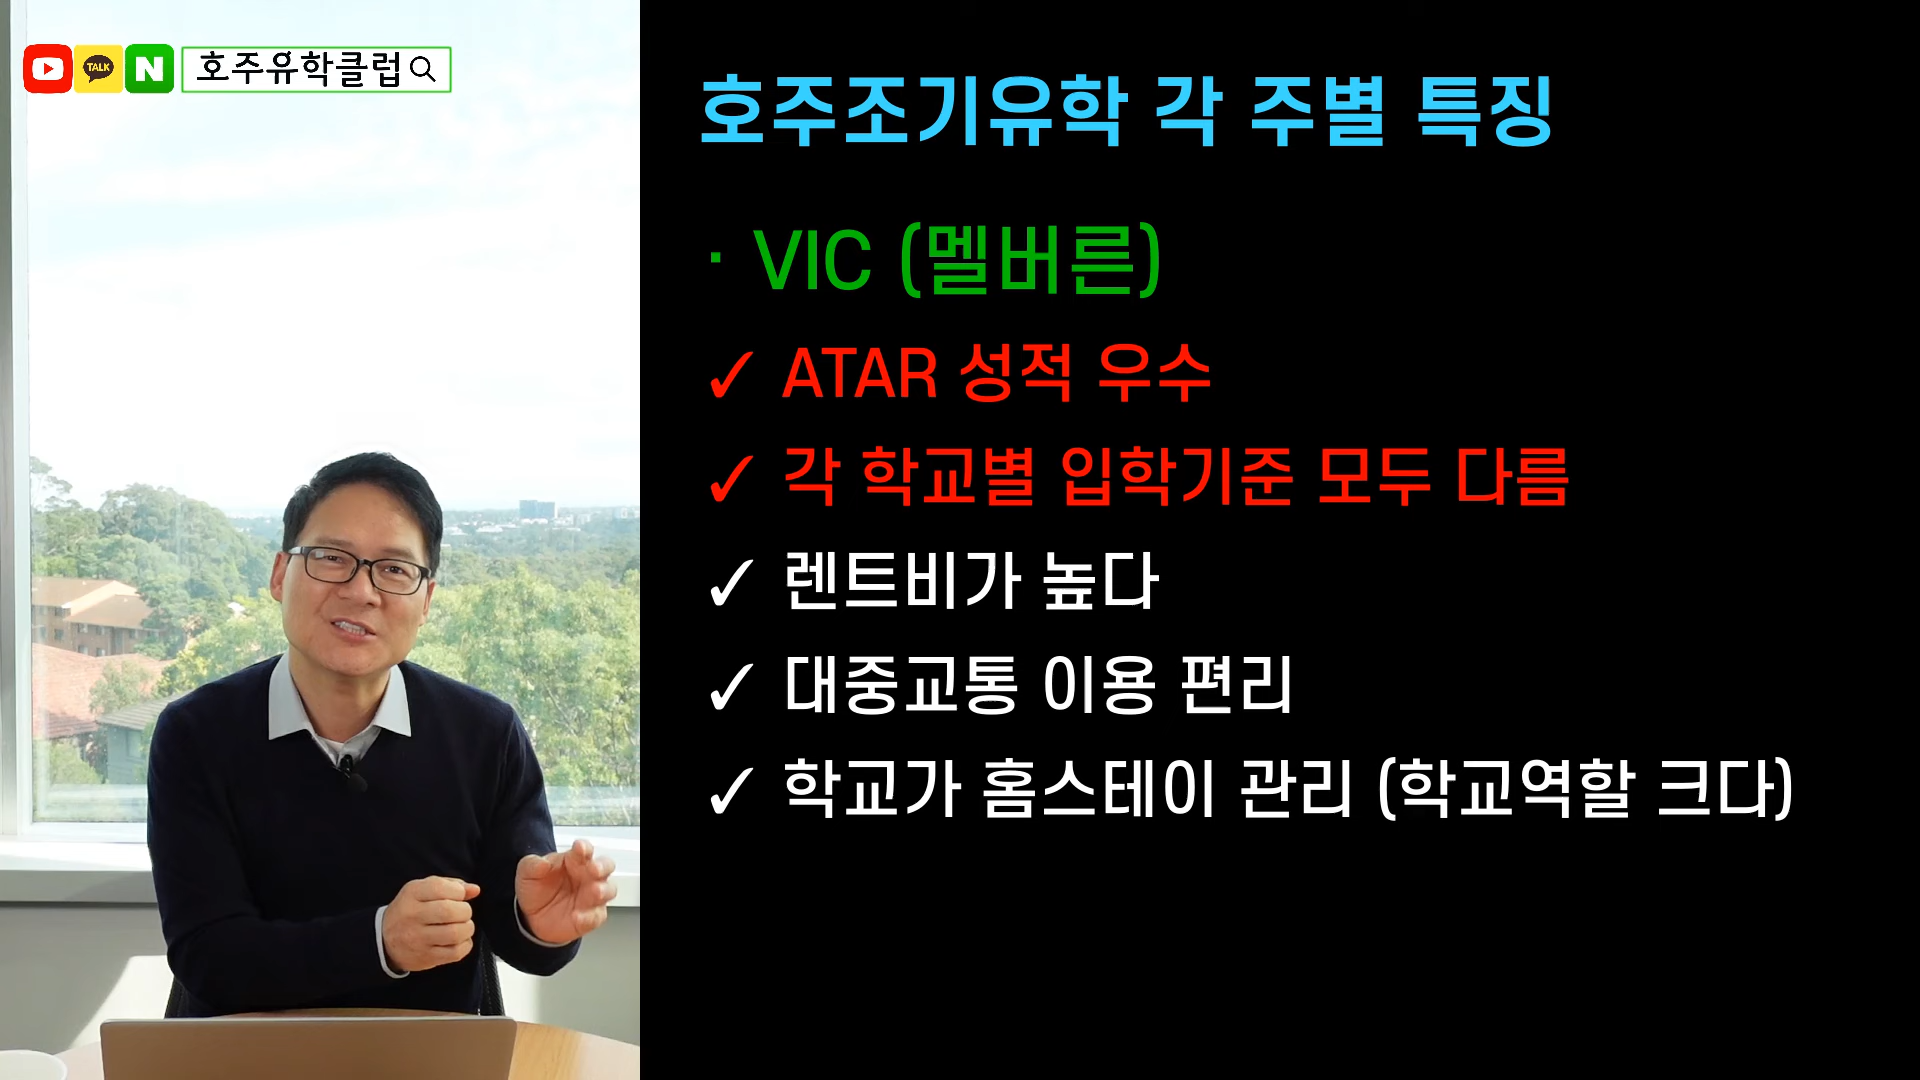 TALK
N
호주유학클럽
호주조기유학 각 주별 특징
· VIC (멜버른)
✓ ATAR 성적 우수
✓ 각 학교별 입학기준 모두 다름
✓ 렌트비가 높다
✓ 대중교통 이용 편리
✓ 학교가 홈스테이 관리 (학교역할 크다)